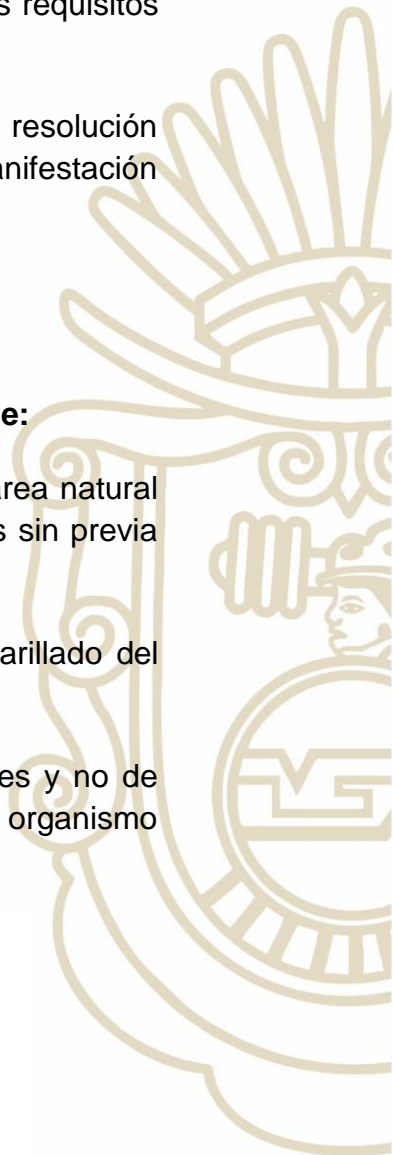 s requisitos
resolución
anifestación
e:
área natural
s sin previa
arillado del
es y no de
organismo